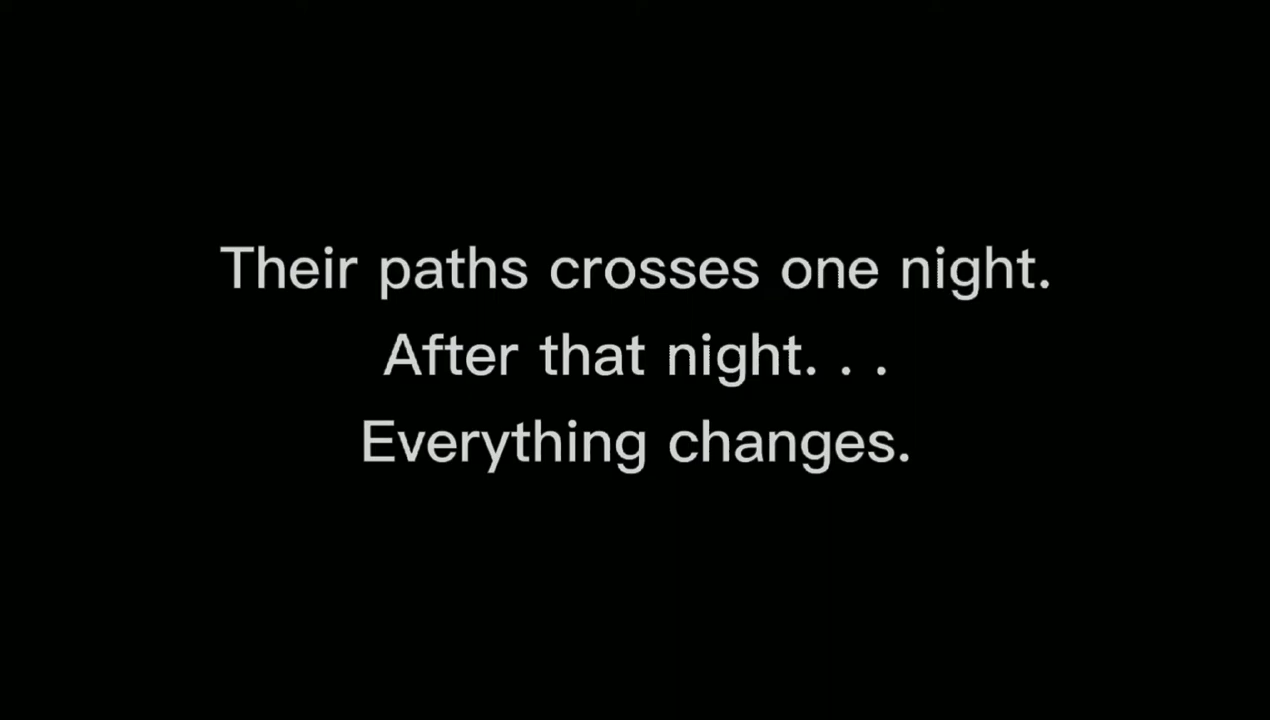 Their paths crosses one night.
After that night. . .
Everything changes.